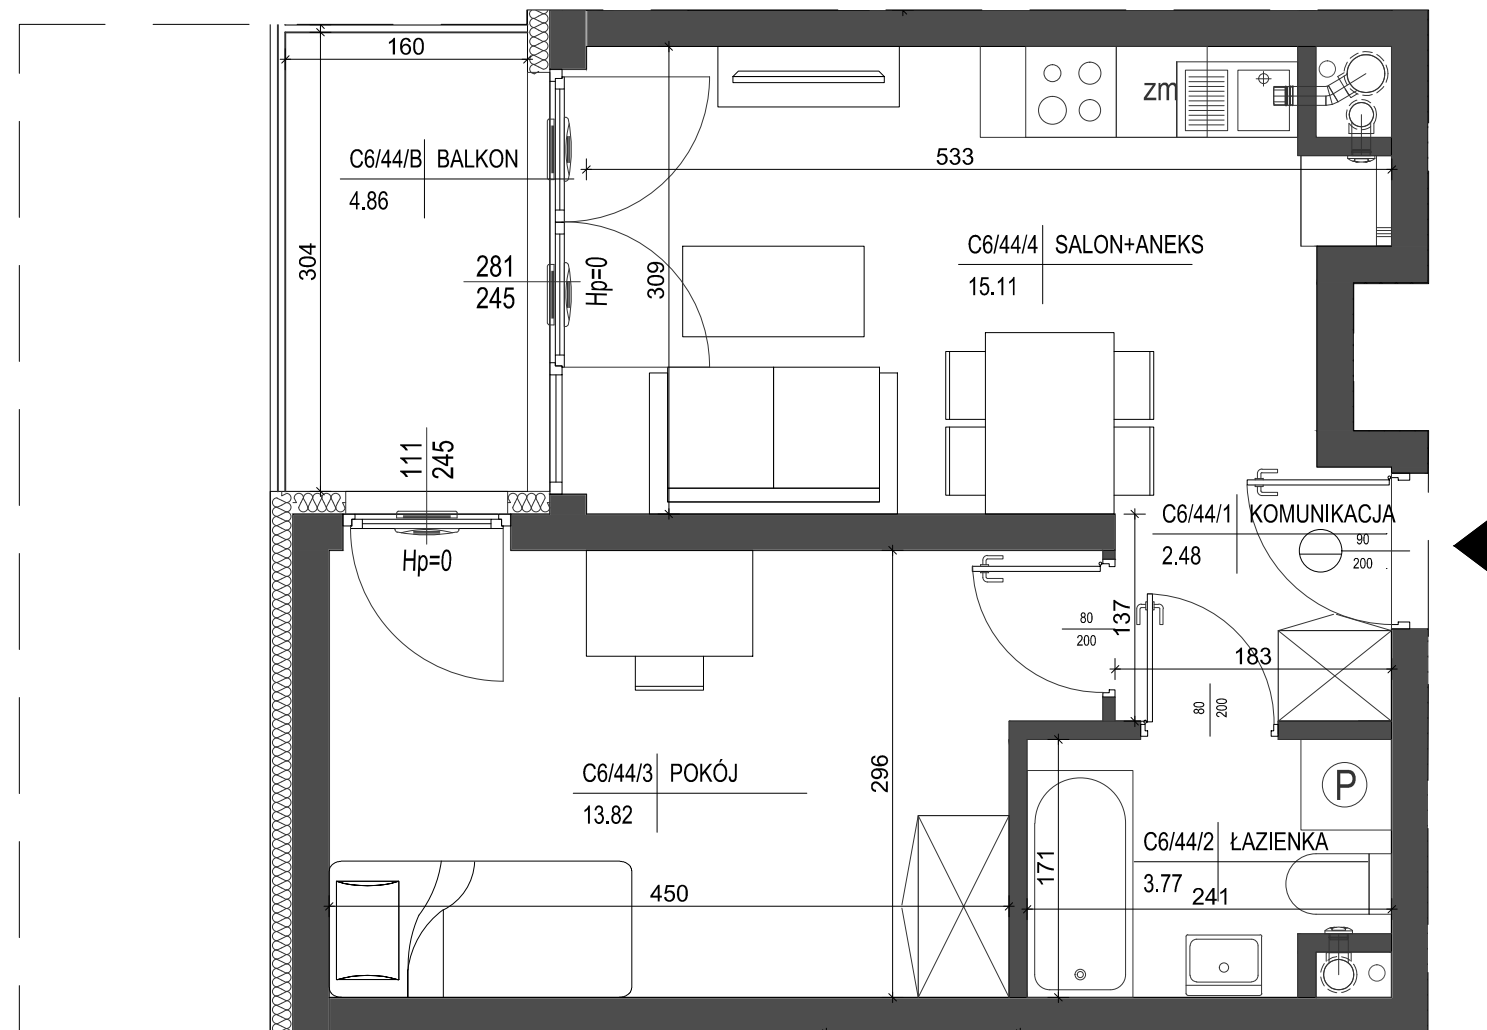 160
C6/44/B BALKON
4.86
304
281
245
Hp=0
111
245
Hp=0
309
533
zm
C6/44/4 SALON+ANEKS
15.11
C6/44/1 KOMUNIKACJA
2.48
90
200
137
80
200
183
80
200
C6/44/3 POKÓJ
13.82
296
450
P
C6/44/2 ŁAZIENKA
3.77
171
241